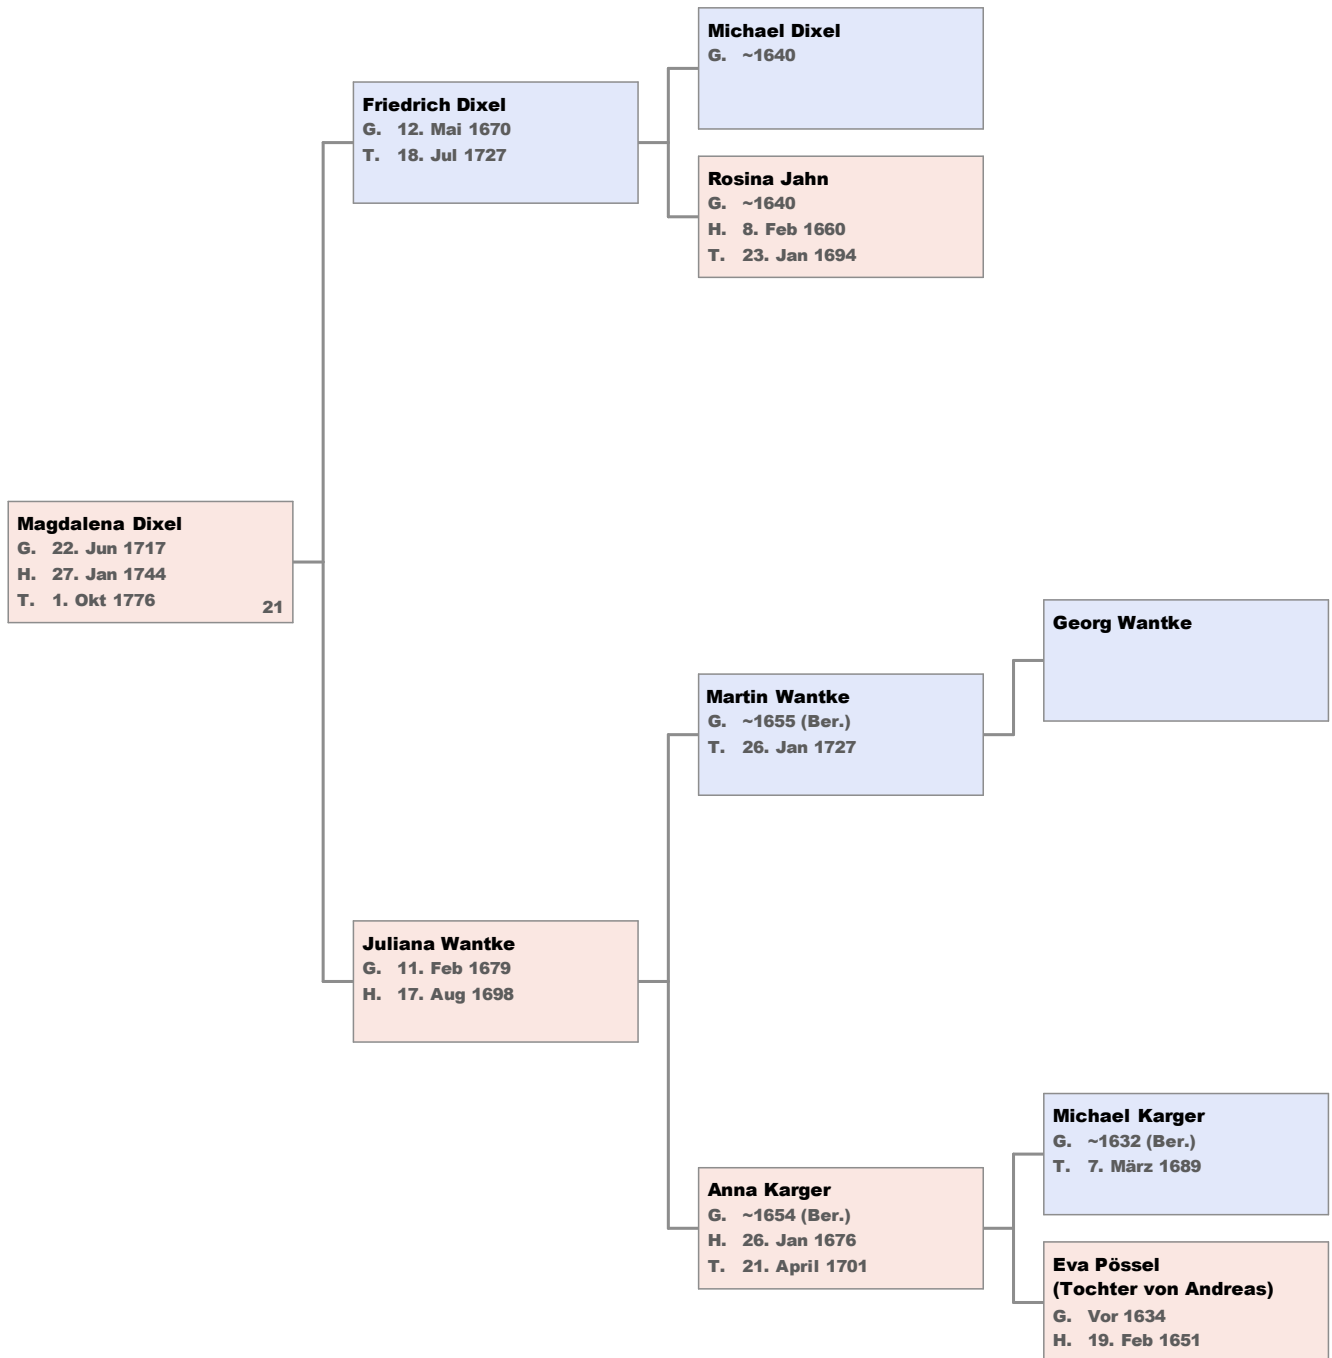 Michael Dixel
G. ~1640
Friedrich Dixel
G. 12. Mai 1670
T. 18. Jul 1727
Rosina Jahn
G. ~1640
H. 8. Feb 1660
T. 23. Jan 1694
Magdalena Dixel
G. 22. Jun 1717
H. 27. Jan 1744
T. 1. Okt 1776
21
Georg Wantke
Martin Wantke
G. ~1655 (Ber.)
T. 26. Jan 1727
Juliana Wantke
G. 11. Feb 1679
H. 17. Aug 1698
Michael Karger
G. ~1632 (Ber.)
T. 7. März 1689
Anna Karger
G. ~1654 (Ber.)
H. 26. Jan 1676
T. 21. April 1701
Eva Pössel
(Tochter von Andreas)
G. Vor 1634
H. 19. Feb 1651